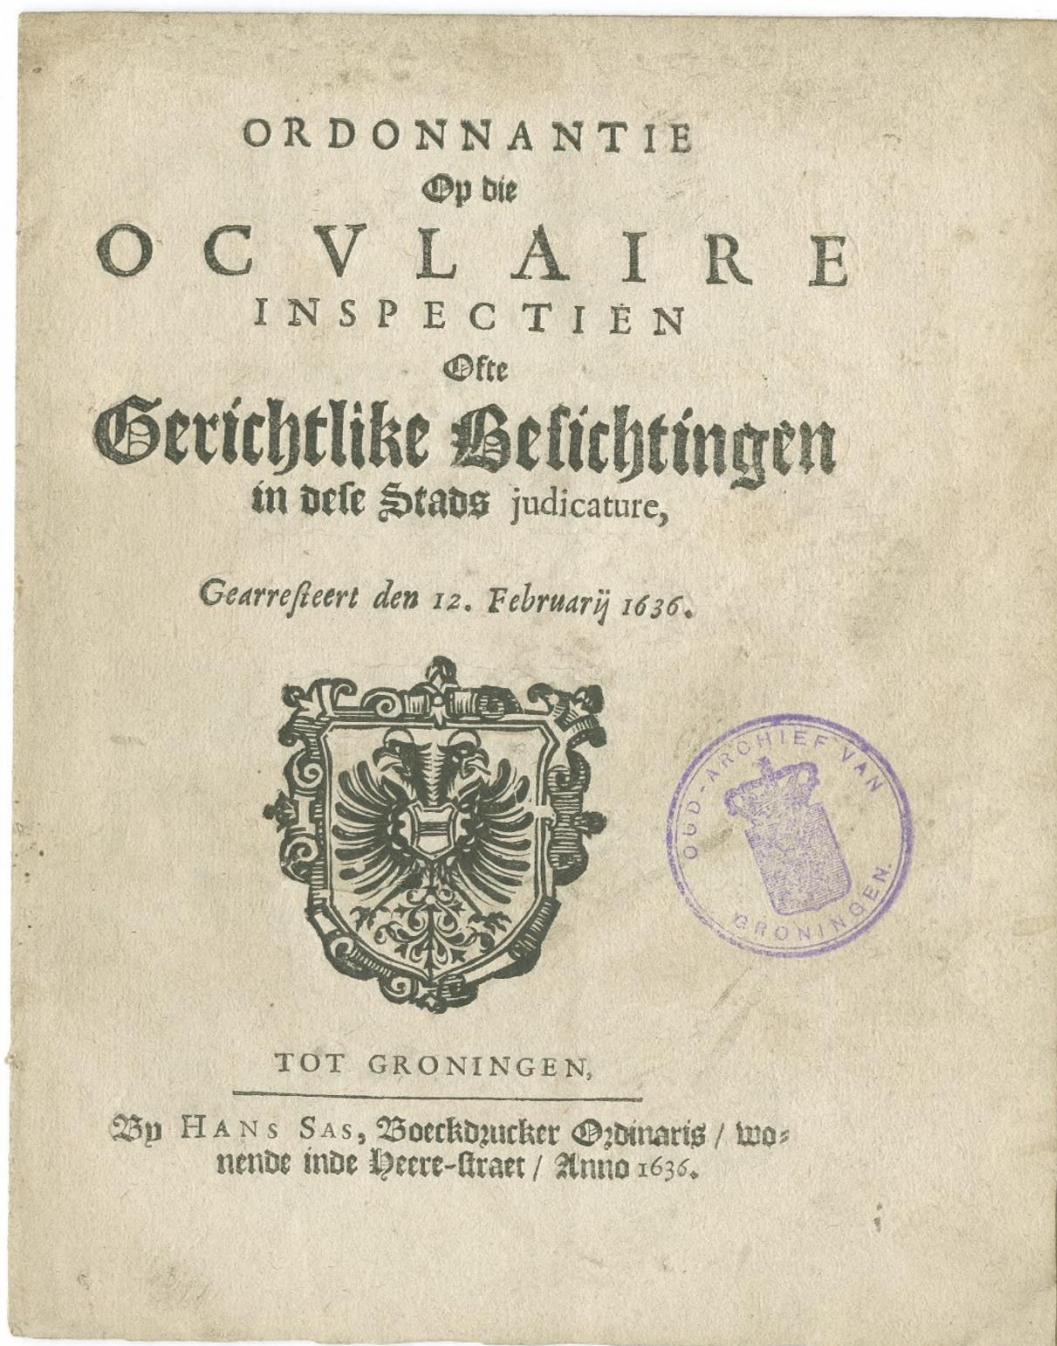 ORDONNANTIE
Op die
OCVLAIRE
INSPECTIEN
Ofte
Gerichtlike Besichtingen
in dese Stads judicature,
Gearresteert den 12. Februarij 1636.
OUD-ARCHIEF VAN
GRONINGEN.
TOT GRONINGEN,
By HANS SAS, Boeckdrucker Ordinaris / wo-
nende inde Heere-straet / Anno 1636.